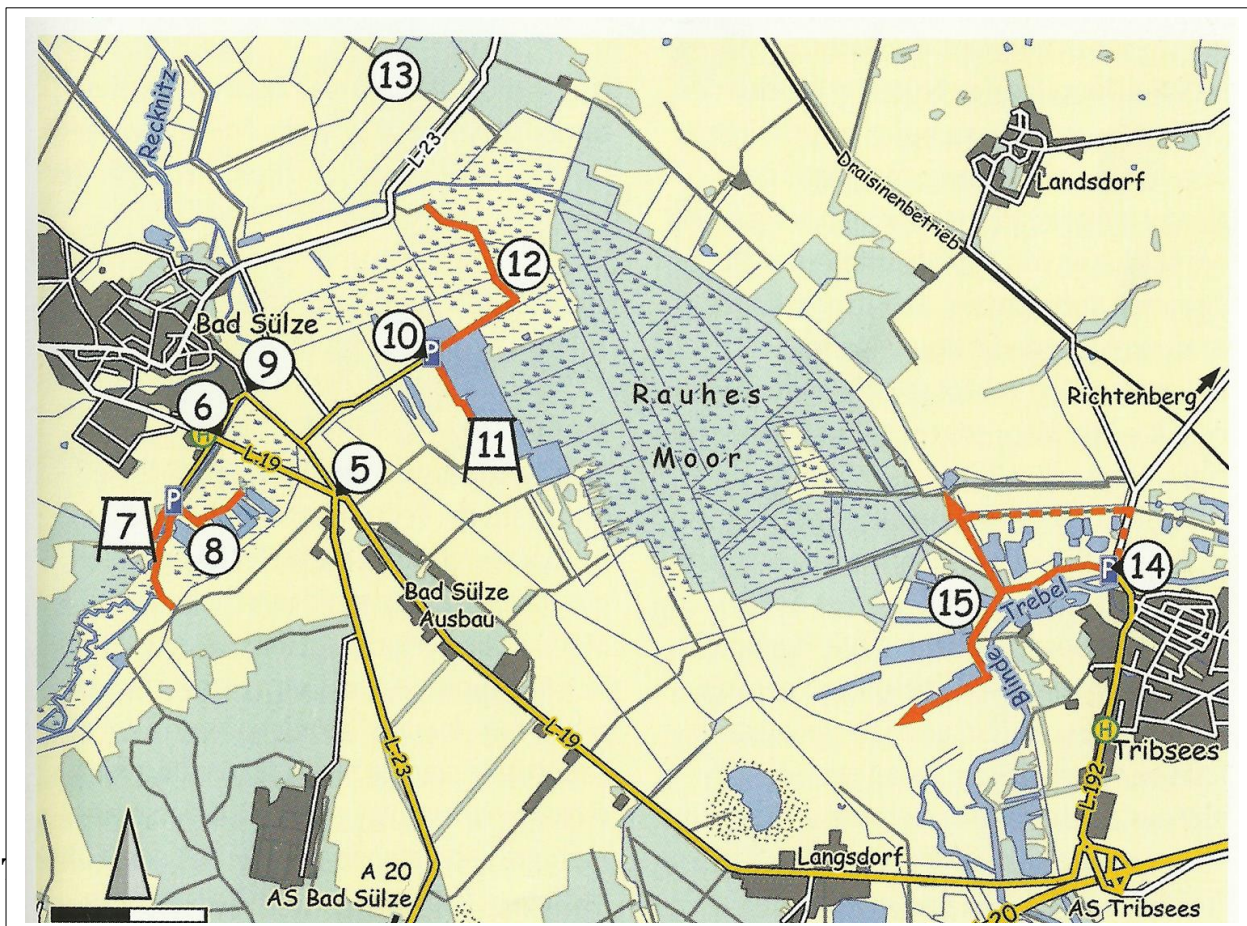 13
Recknitz
L-23
Draisinenbetrieb
Landsdorf
12
Bad Sülze
10
P
9
Rauhes
Moor
Richtenberg
6
H
L-19
11
5
P
7
8
P
14
15
Trebel
Blinde
Bad Sülze
Ausbau
H
Tribsees
L-19
L-23
L-192
Langsdorf
A 20
AS Bad Sülze
-20
AS Tribsees